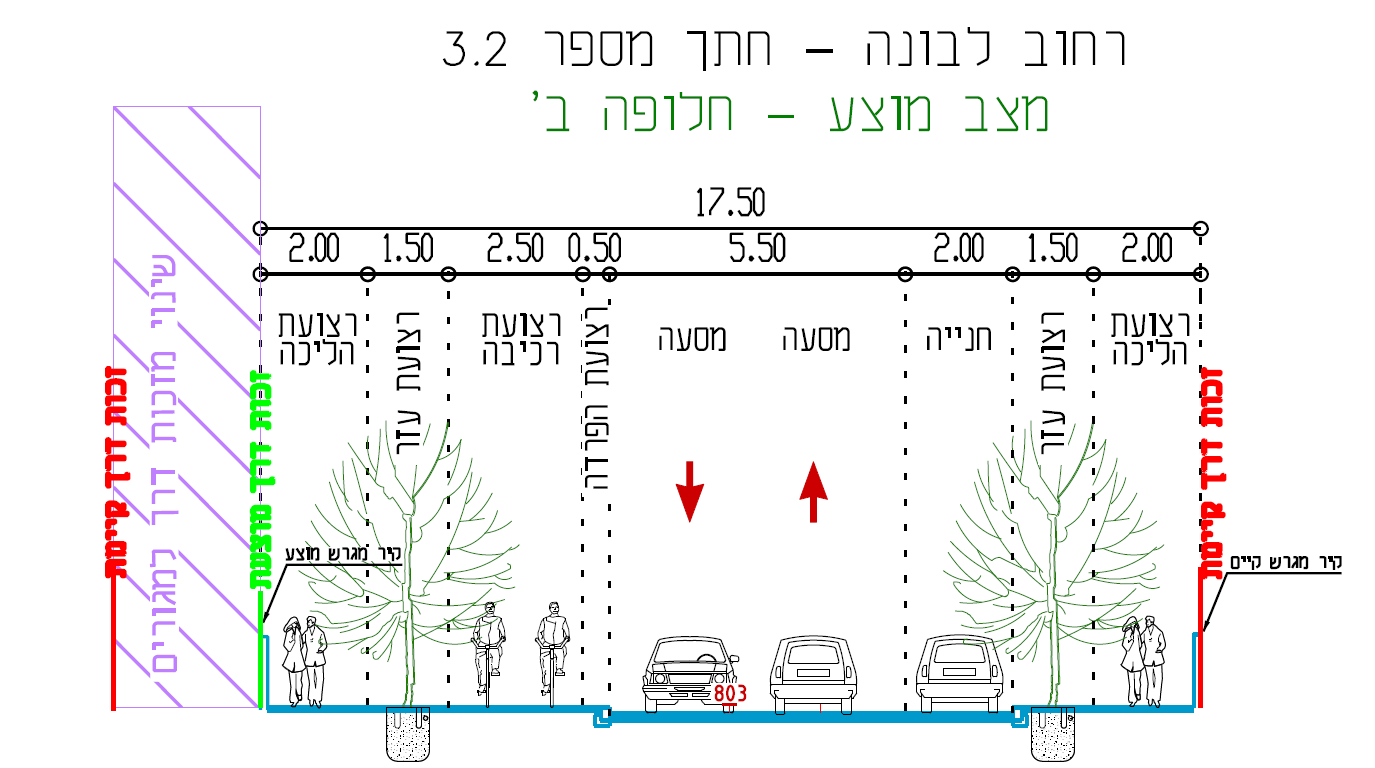 רחוב לבונה – חתך מספר 3.2
מצב מוצע – חלופה ב'
17.50
2.00 1.50 2.50 0.50 5.50 2.00 1.50 2.00
רצועת
הליכה
רצועת עזר
רצועת
רכיבה
רצועת הפרדה
מסעה
מסעה
חנייה
רצועת עזר
רצועת
הליכה
זכות דרך קיימת
שינוי מזכות דרך למגורים
זכות דרך מוצעת
זכות דרך קיימת
קיר מגרש מוצע
קיר מגרש קיים
803